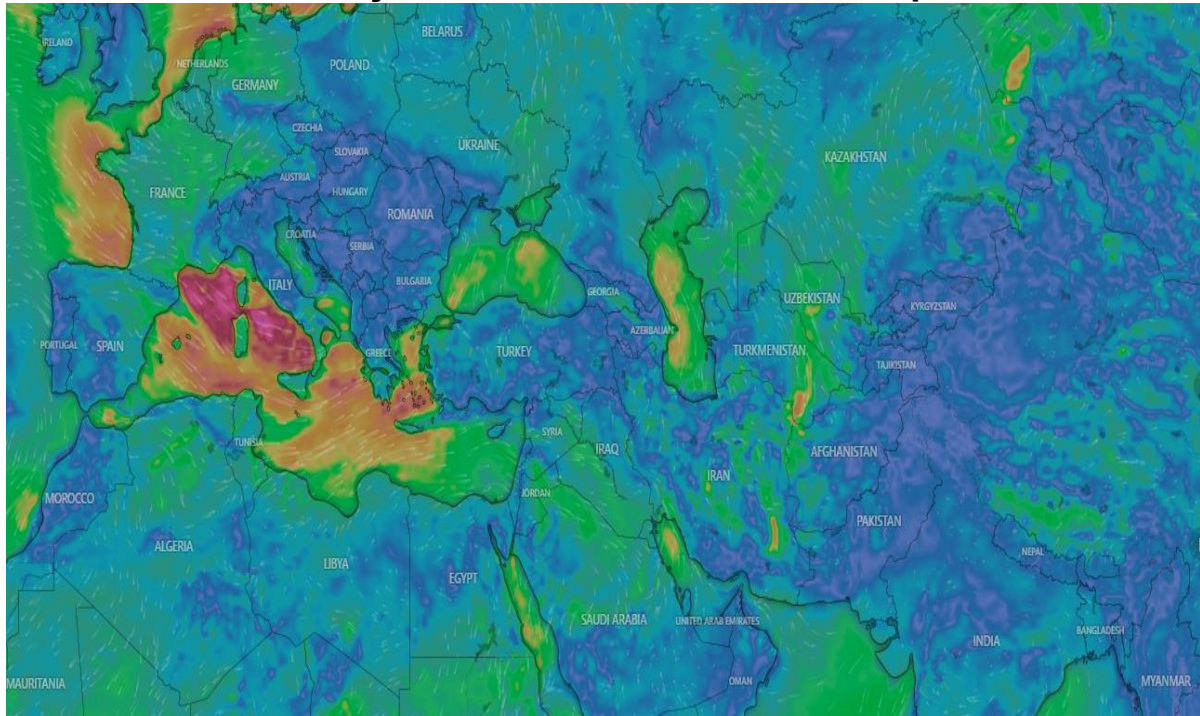 IRELAND
BELARUS
NETHERLANDS
POLAND
GERMANY
CZECHIA
UKRAINE
SLOVAKIA
KAZAKHSTAN
AUSTRIA
FRANCE
HUNGARY
ROMANIA
CROATIA
SERBIA
ITALY
BULGARIA
GEORGIA
UZBEKISTAN
KYRGYZSTAN
AZERBAIJAN
PORTUGAL
SPAIN
GREECE
TURKEY
TURKMENISTAN
TAJIKISTAN
SYRIA
TUNISIA
IRAQ
AFGHANISTAN
IRAN
JORDAN
MOROCCO
PAKISTAN
ALGERIA
NEPAL
LIBYA
EGYPT
SAUDI ARABIA
UNITED ARAB EMIRATES
BANGLADESH
INDIA
MAURITANIA
OMAN
MYANMAR